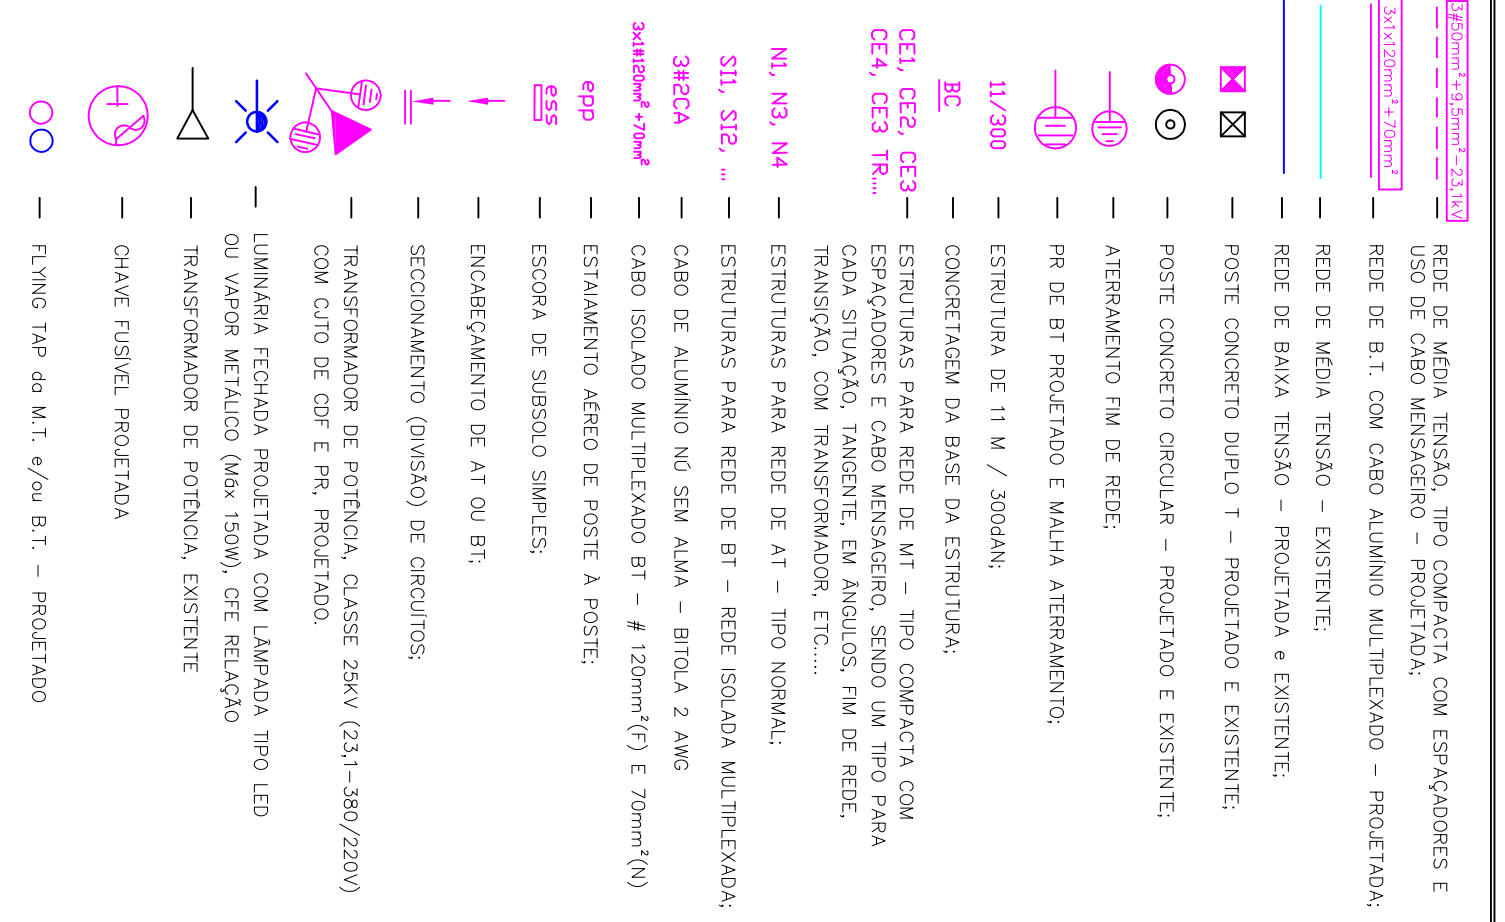 3#50mm²+9,5mm²-23,1kV — REDE DE MÉDIA TENSÃO, TIPO COMPACTA COM ESPAÇADORES E
USO DE CABO MENSAGEIRO - PROJETADA;
3x1x120mm²+70mm² — REDE DE B.T. COM CABO ALUMÍNIO MULTIPLEXADO - PROJETADA;
— REDE DE MÉDIA TENSÃO - EXISTENTE;
— REDE DE BAIXA TENSÃO - PROJETADA e EXISTENTE;
— POSTE CONCRETO DUPLO T - PROJETADO E EXISTENTE;
— POSTE CONCRETO CIRCULAR - PROJETADO E EXISTENTE;
— ATERRAMENTO FIM DE REDE;
— PR DE BT PROJETADO E MALHA ATERRAMENTO;
11/300 — ESTRUTURA DE 11 M / 300dAN;
BC — CONCRETAGEM DA BASE DA ESTRUTURA;
CE1, CE2, CE3 — ESTRUTURAS PARA REDE DE MT - TIPO COMPACTA COM
CE4, CE3 TR.... ESPAÇADORES E CABO MENSAGEIRO, SENDO UM TIPO PARA
CADA SITUAÇÃO, TANGENTE, EM ÂNGULOS, FIM DE REDE,
TRANSIÇÃO, COM TRANSFORMADOR, ETC.....
N1, N3, N4 — ESTRUTURAS PARA REDE DE AT - TIPO NORMAL;
SI1, SI2, ... — ESTRUTURAS PARA REDE DE BT - REDE ISOLADA MULTIPLEXADA;
3#2CA — CABO DE ALUMÍNIO NÚ SEM ALMA - BITOLA 2 AWG
3x1#120mm²+70mm² — CABO ISOLADO MULTIPLEXADO BT - # 120mm²(F) E 70mm²(N)
epp — ESTAIAMENTO AÉREO DE POSTE À POSTE;
ess — ESCORA DE SUBSOLO SIMPLES;
— ENCABEÇAMENTO DE AT OU BT;
— SECCIONAMENTO (DIVISÃO) DE CIRCUÍTOS;
— TRANSFORMADOR DE POTÊNCIA, CLASSE 25KV (23,1-380/220V)
COM CJTO DE CDF E PR, PROJETADO.
— LUMINÁRIA FECHADA PROJETADA COM LÂMPADA TIPO LED
OU VAPOR METÁLICO (Máx 150W), CFE RELAÇÃO
— TRANSFORMADOR DE POTÊNCIA, EXISTENTE
— CHAVE FUSÍVEL PROJETADA
— FLYING TAP da M.T. e/ou B.T. - PROJETADO